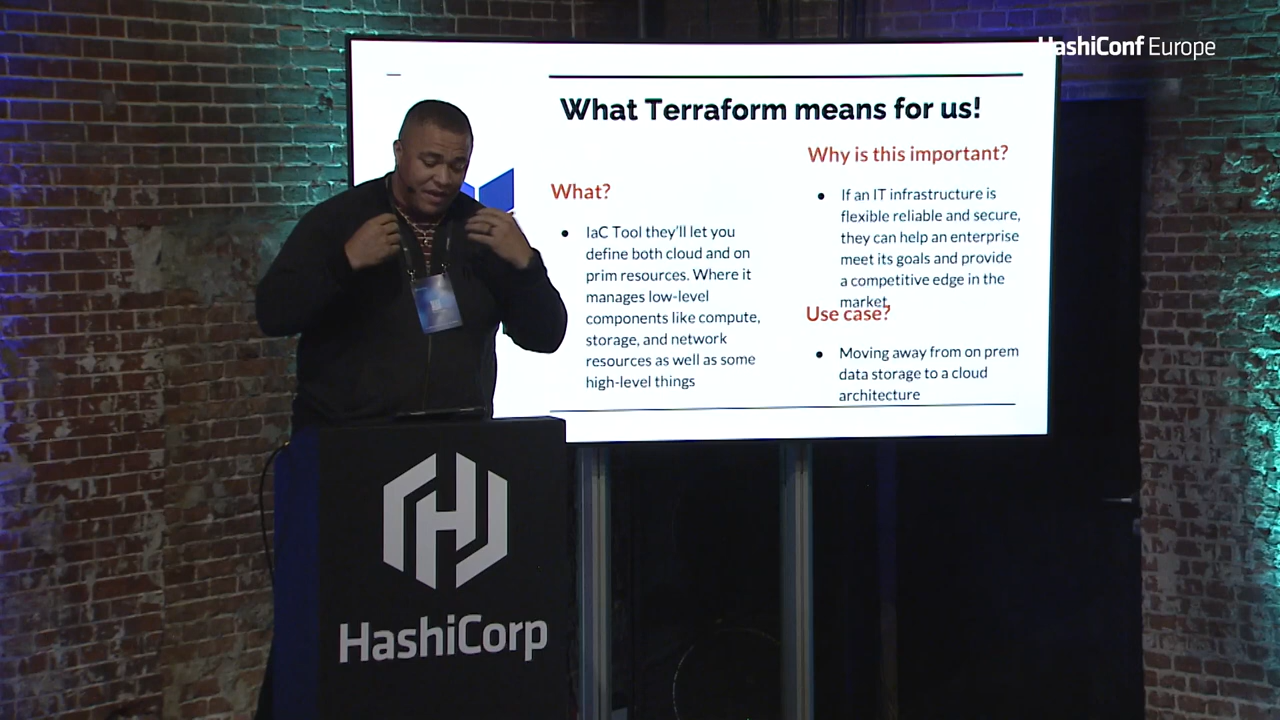 HashiConf Europe
What Terraform means for us!
What?
IaC Tool they'll let you
define both cloud and on
prim resources. Where it
manages low-level
components like compute,
storage, and network
resources as well as some
high-level things
Why is this important?
If an IT infrastructure is
flexible reliable and secure,
they can help an enterprise
meet its goals and provide
a competitive edge in the
market
Use case?
Moving away from on prem
data storage to a cloud
architecture
HashiCorp